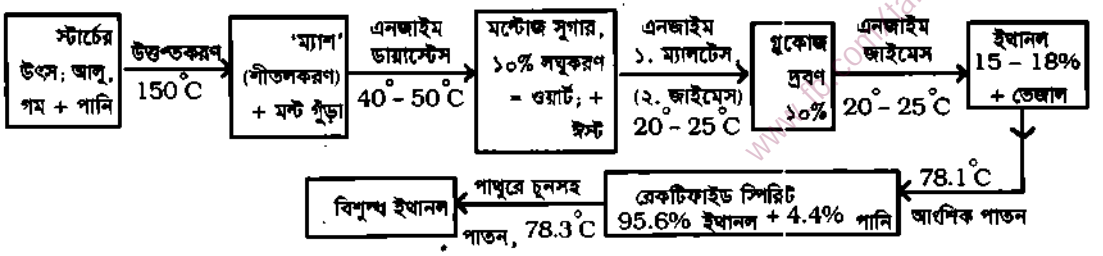 স্টার্চের
উৎস; আলু,
গম + পানি
উত্তপ্তকরণ
150°C
'ম্যাশ'
(শীতলকরণ)
+ মল্ট গুঁড়া
এনজাইম
ডায়াস্টেস
40°– 50°C
মল্টোজ সুগার,
১০% লঘূকরণ
= ওয়ার্ট; +
ঈস্ট
এনজাইম
১. ম্যালটেস,
(২. জাইমেস)
20°– 25°C
গ্লুকোজ
দ্রবণ
১০%
এনজাইম
জাইমেস
20°– 25°C
ইথানল
15 – 18%
+ ভেজাল
78.1°C
আংশিক পাতন
রেকটিফাইড স্পিরিট
95.6% ইথানল + 4.4% পানি
পাথুরে চুনসহ
পাতন, 78.3°C
বিশুদ্ধ ইথানল